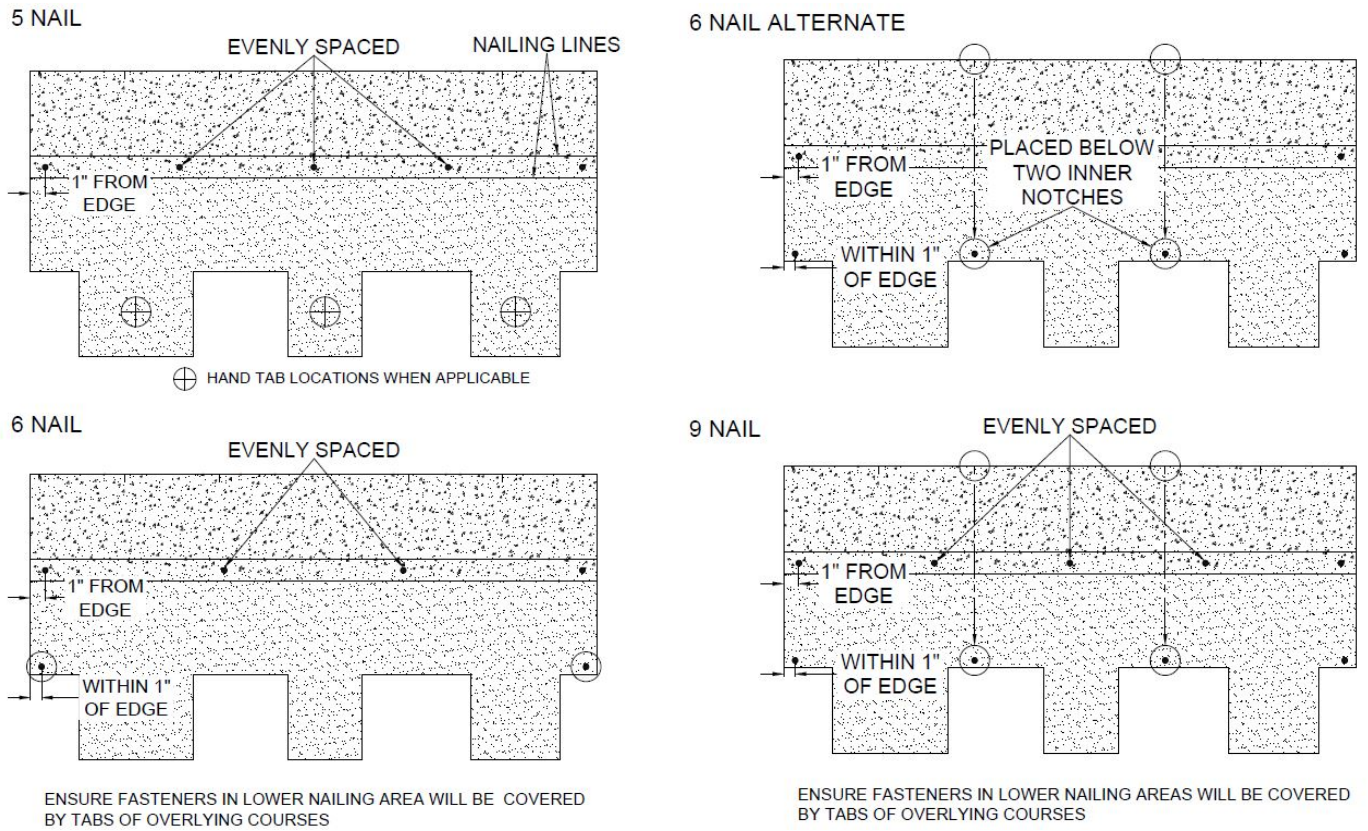 5 NAIL
EVENLY SPACED
NAILING LINES
1" FROM
EDGE
HAND TAB LOCATIONS WHEN APPLICABLE
6 NAIL ALTERNATE
1" FROM
EDGE
PLACED BELOW
TWO INNER
NOTCHES
WITHIN 1"
OF EDGE
6 NAIL
EVENLY SPACED
1" FROM
EDGE
WITHIN 1"
OF EDGE
ENSURE FASTENERS IN LOWER NAILING AREA WILL BE COVERED
BY TABS OF OVERLYING COURSES
9 NAIL
EVENLY SPACED
1" FROM
EDGE
WITHIN 1"
OF EDGE
ENSURE FASTENERS IN LOWER NAILING AREAS WILL BE COVERED
BY TABS OF OVERLYING COURSES